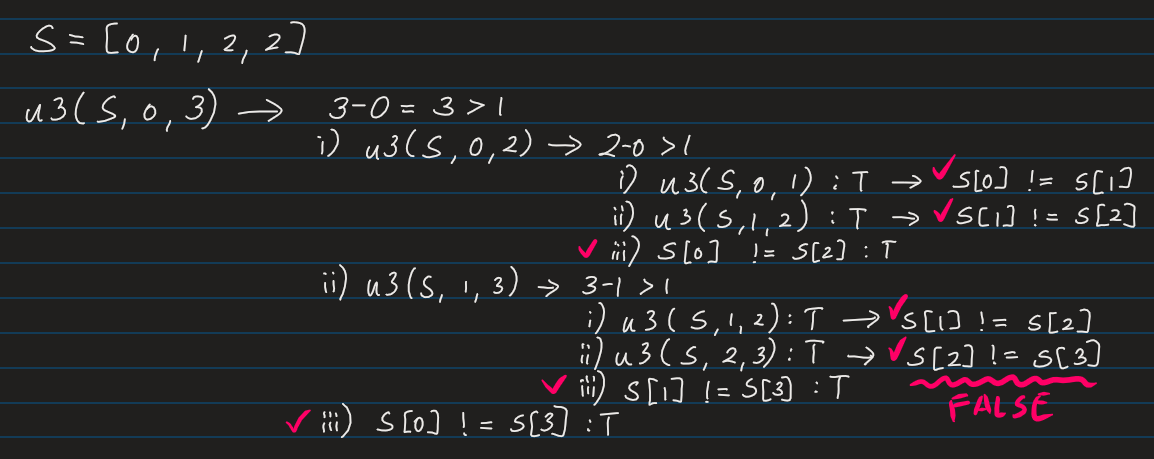 S = [0, 1, 2, 2]
u3(S, 0, 3) → 3-0 = 3 > 1
i) u3(S, 0, 2) → 2-0 > 1
i) u3(S, 0, 1) : T → ✓ S[0] != S[1]
ii) u3(S, 1, 2) : T → ✓ S[1] != S[2]
✓ iii) S[0] != S[2] : T
ii) u3(S, 1, 3) → 3-1 > 1
i) u3(S, 1, 2) : T → ✓ S[1] != S[2]
ii) u3(S, 2, 3) : T → ✓ S[2] != S[3]
✓ iii) S[1] != S[3] : T
FALSE
✓ iii) S[0] != S[3] : T